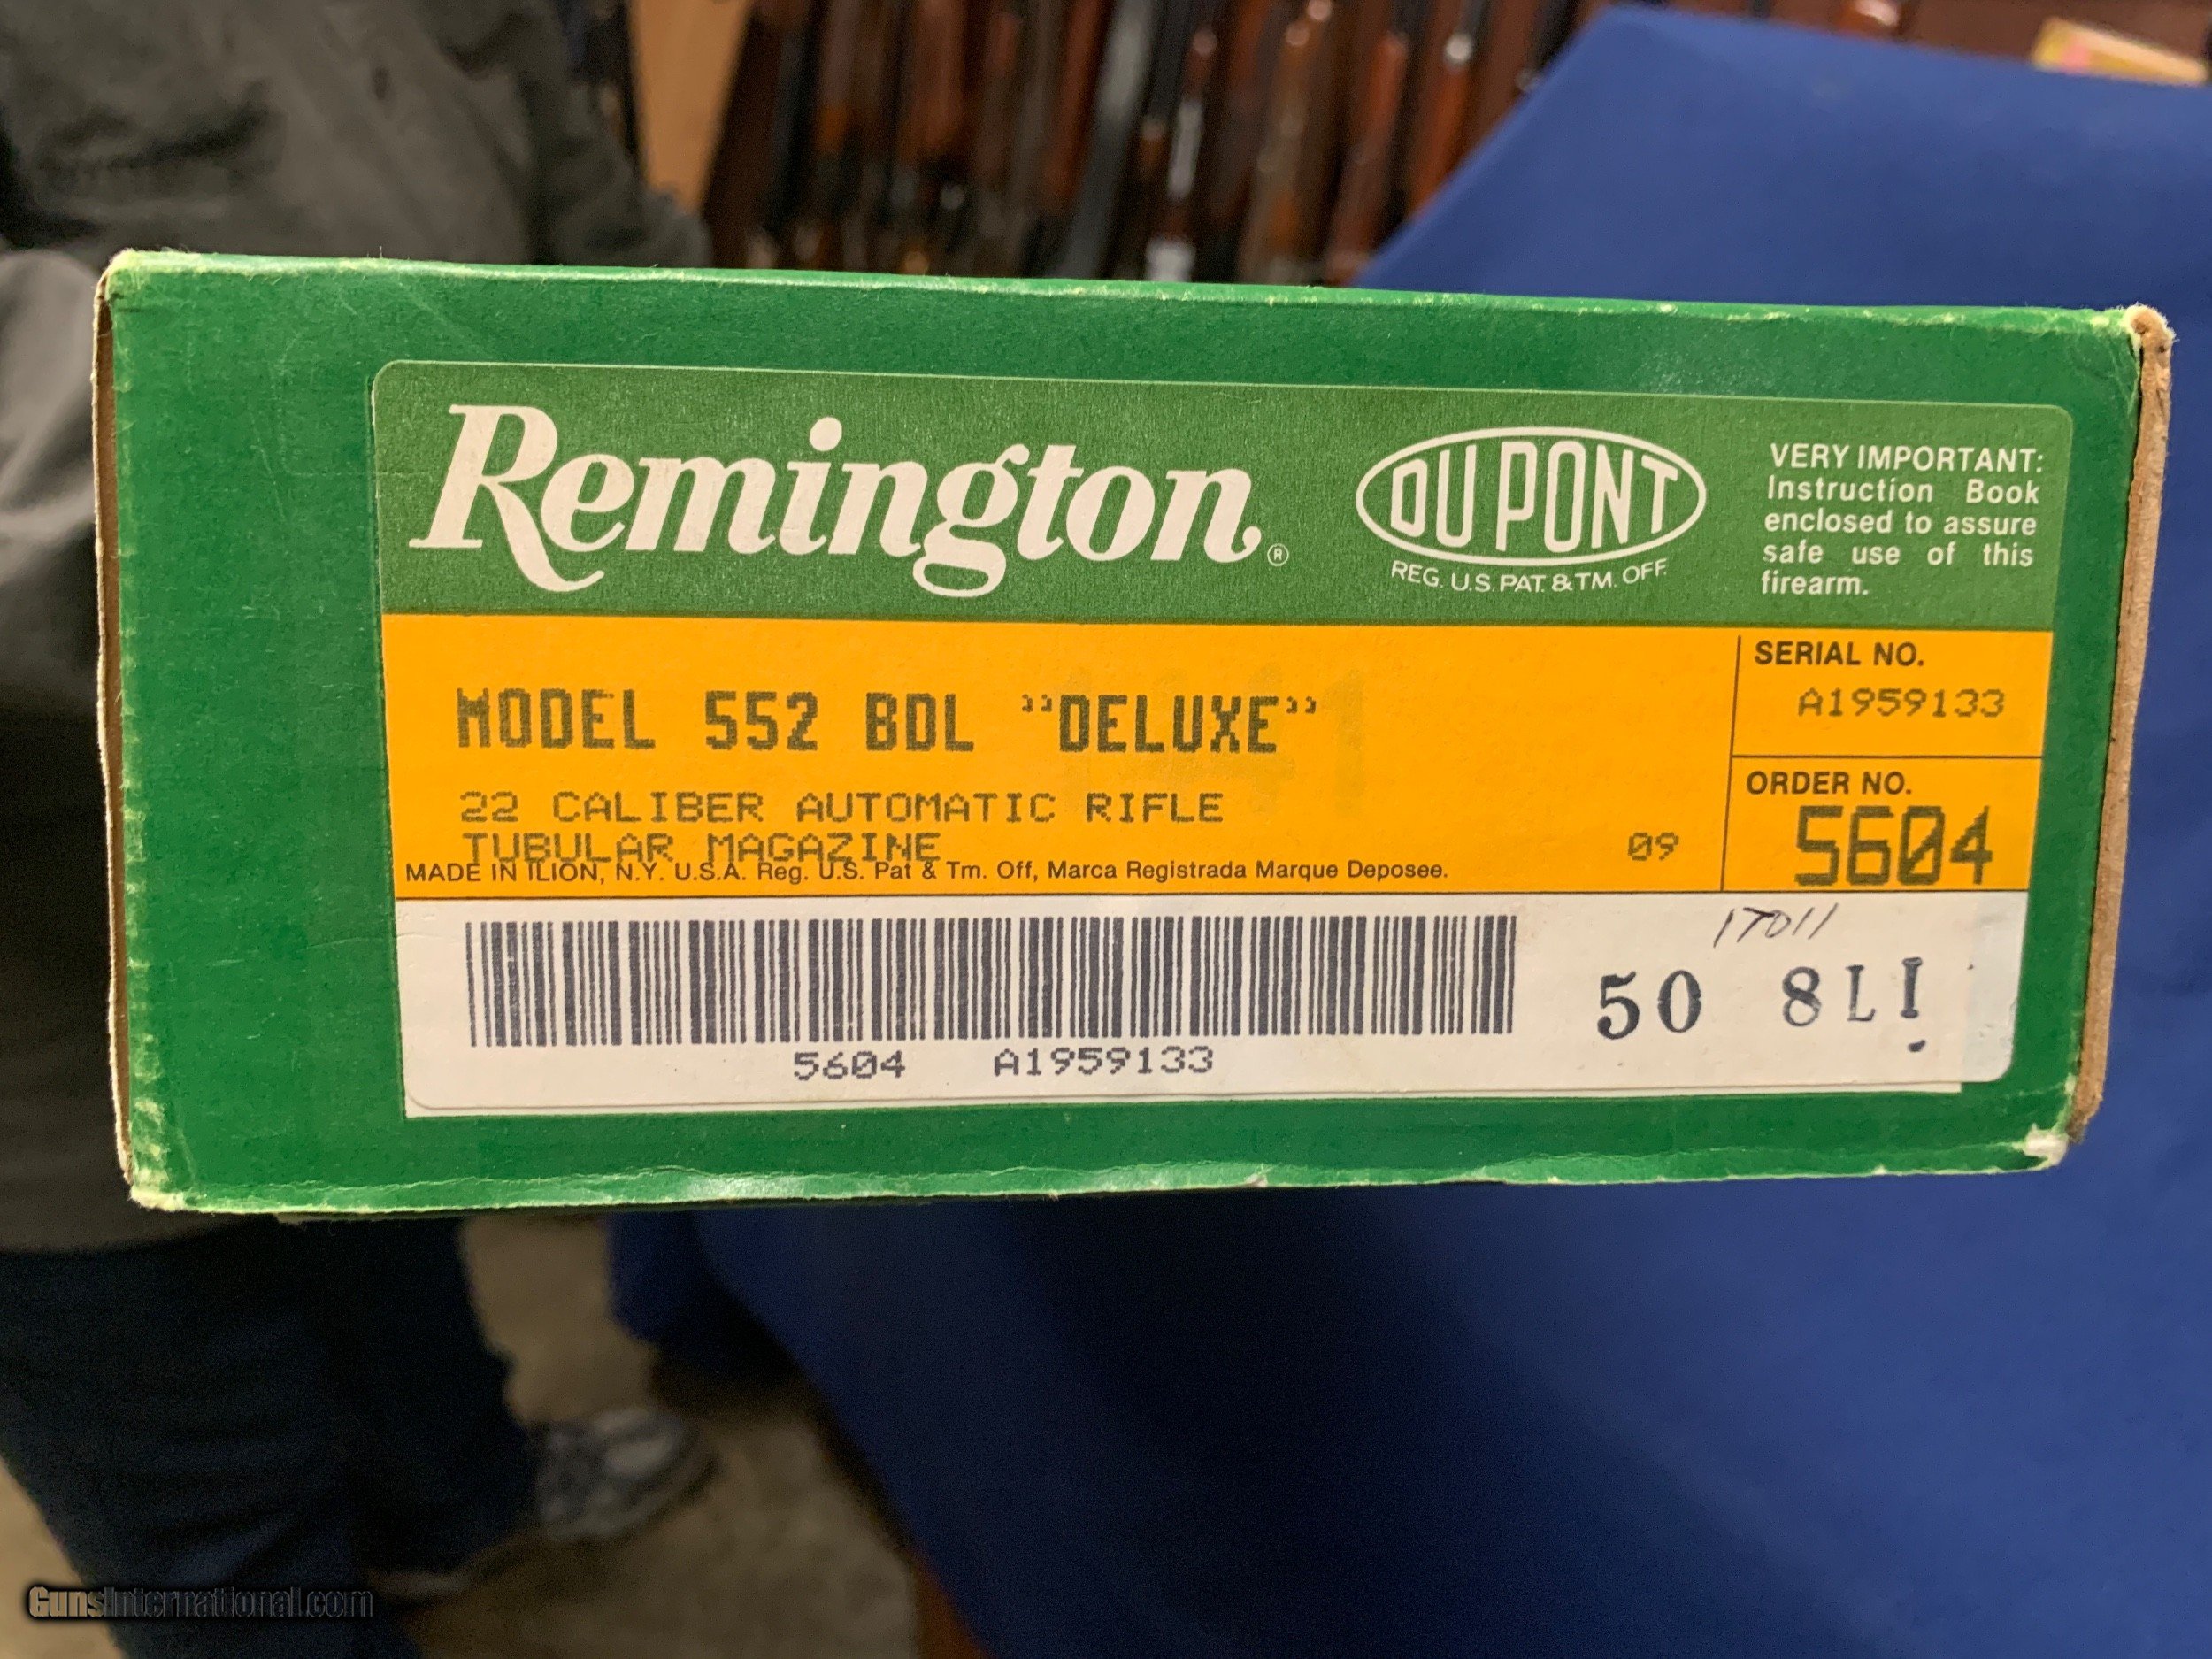 Remington®
DU PONT
REG. U.S. PAT. & TM. OFF.
VERY IMPORTANT:
Instruction Book
enclosed to assure
safe use of this
firearm.
MODEL 552 BDL "DELUXE"
22 CALIBER AUTOMATIC RIFLE
TUBULAR MAGAZINE
09
MADE IN ILION, N.Y. U.S.A. Reg. U.S. Pat & Tm. Off, Marca Registrada Marque Deposee.
SERIAL NO.
A1959133
ORDER NO.
5604
17011
50 8LI
5604 A1959133
GunsInternational.com